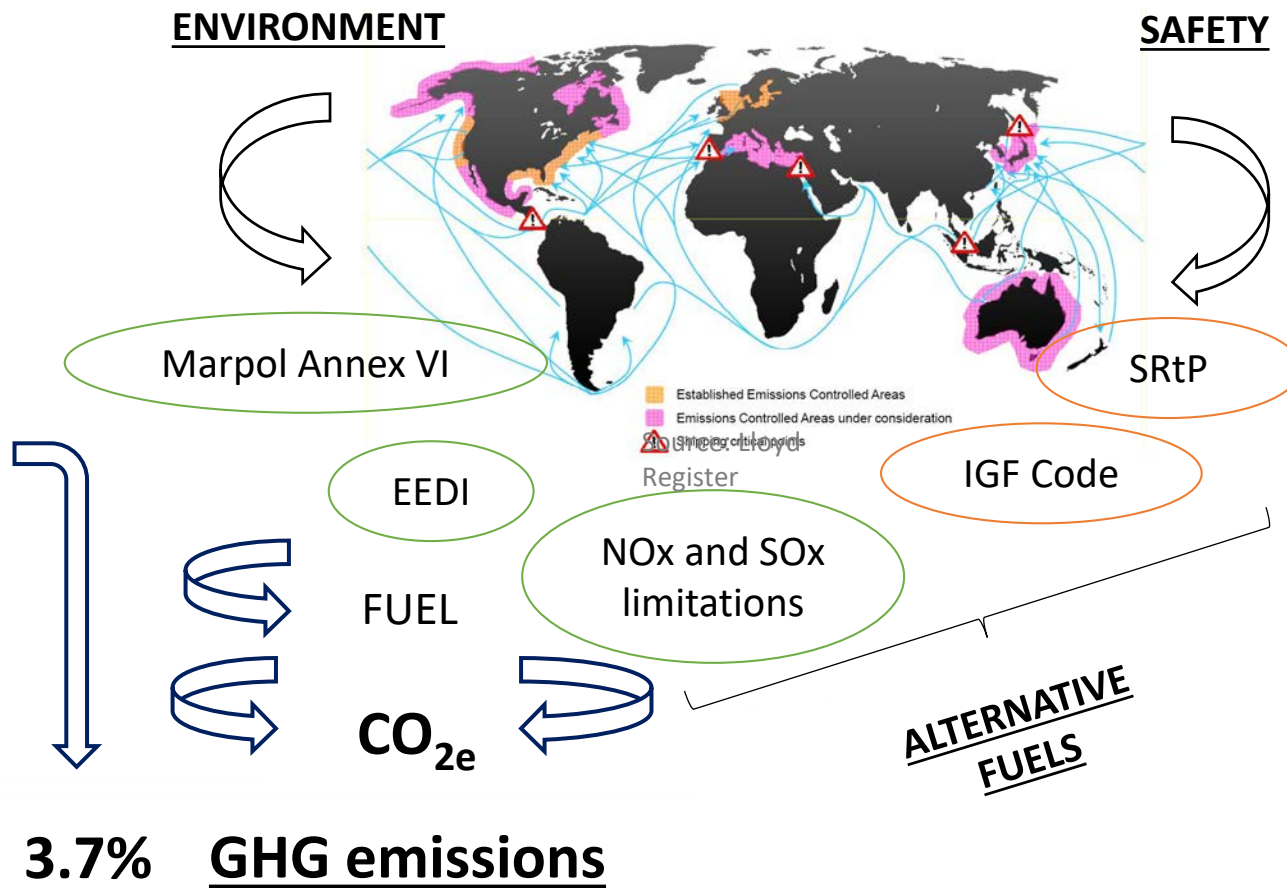 ENVIRONMENT
SAFETY
Marpol Annex VI
SRtP
Established Emissions Controlled Areas
Emissions Controlled Areas under consideration
Shipping critical points
Source: Lloyd
Register
EEDI
IGF Code
NOx and SOx
limitations
FUEL
CO2e
ALTERNATIVE
FUELS
3.7% GHG emissions